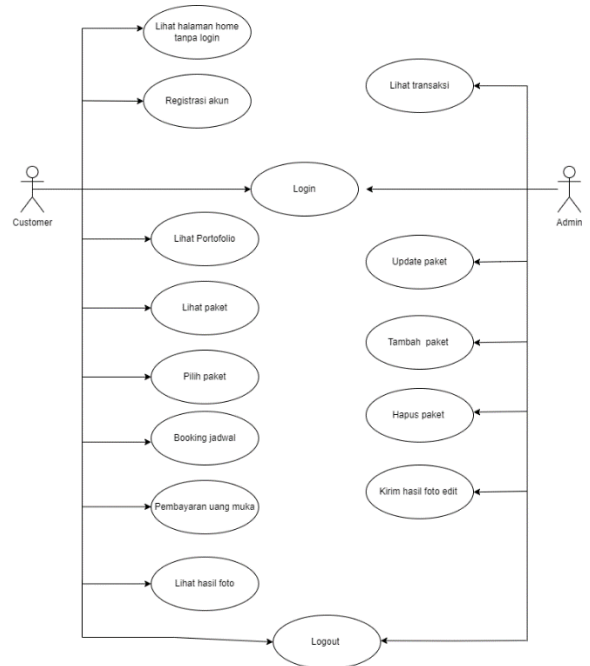 Lihat halaman home
tanpa login
Lihat transaksi
Registrasi akun
Login
Customer
Admin
Lihat Portofolio
Update paket
Lihat paket
Tambah paket
Pilih paket
Hapus paket
Booking jadwal
Kirim hasil foto edit
Pembayaran uang muka
Lihat hasil foto
Logout